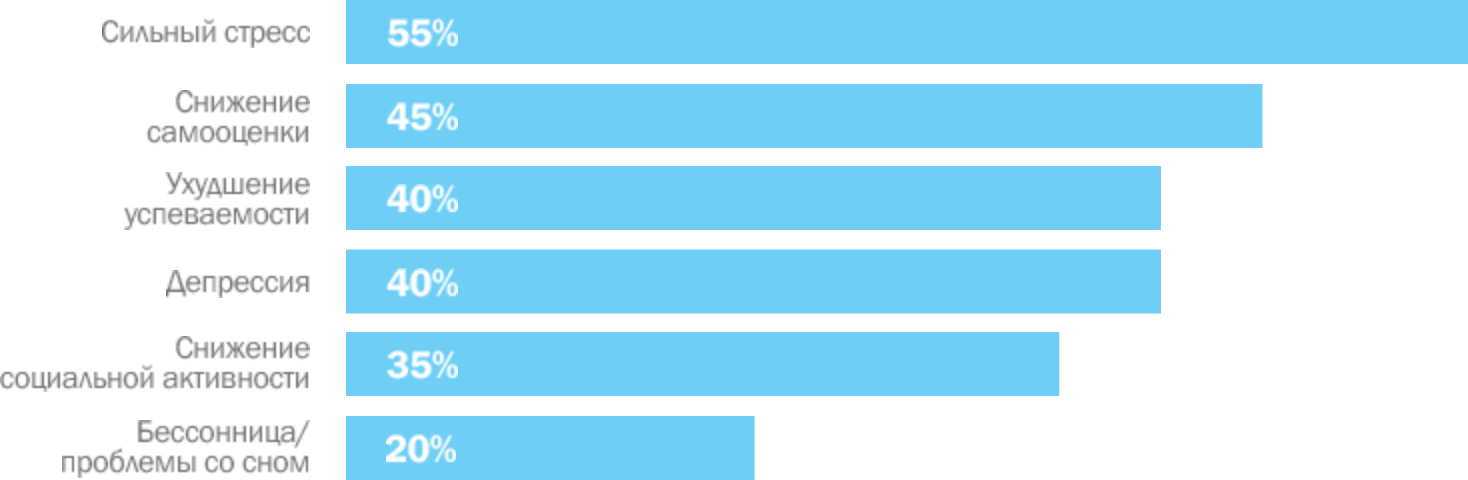 Сильный стресс 55%
Снижение
самооценки 45%
Ухудшение
успеваемости 40%
Депрессия 40%
Снижение
социальной активности 35%
Бессонница/
проблемы со сном 20%